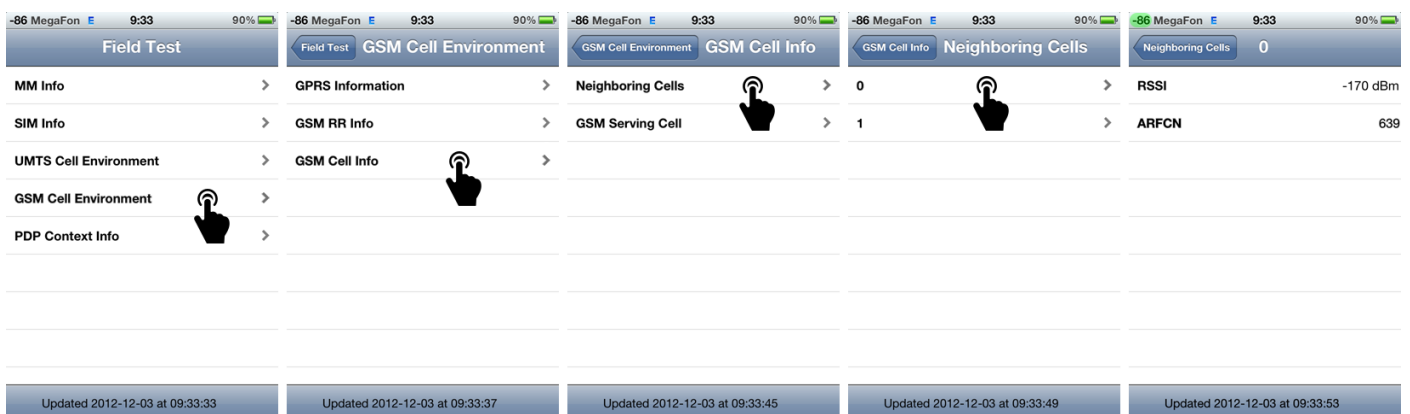 -86 MegaFon E 9:33 90%
Field Test
MM Info
SIM Info
UMTS Cell Environment
GSM Cell Environment
PDP Context Info
Updated 2012-12-03 at 09:33:33
-86 MegaFon E 9:33 90%
Field Test GSM Cell Environment
GPRS Information
GSM RR Info
GSM Cell Info
Updated 2012-12-03 at 09:33:37
-86 MegaFon E 9:33 90%
GSM Cell Environment GSM Cell Info
Neighboring Cells
GSM Serving Cell
Updated 2012-12-03 at 09:33:45
-86 MegaFon E 9:33 90%
GSM Cell Info Neighboring Cells
0
1
Updated 2012-12-03 at 09:33:49
-86 MegaFon E 9:33 90%
Neighboring Cells 0
RSSI -170 dBm
ARFCN 639
Updated 2012-12-03 at 09:33:53